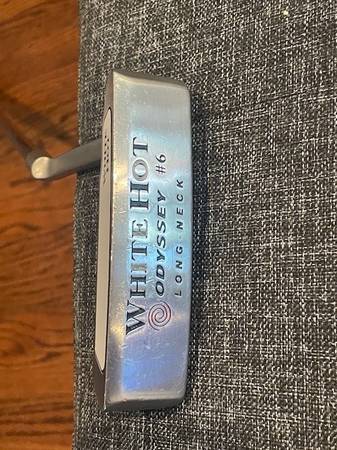 WHITE HOT
ODYSSEY #6
LONG NECK